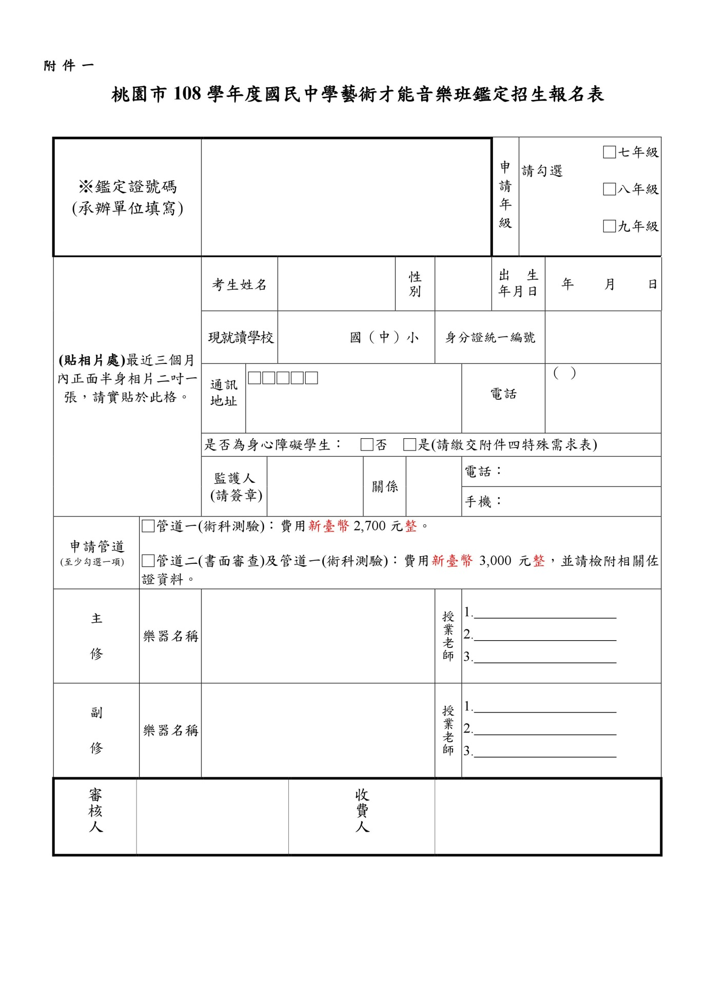 附件一
桃園市 108 學年度國民中學藝術才能音樂班鑑定招生報名表
※鑑定證號碼
(承辦單位填寫)
申請年級
請勾選
□七年級
□八年級
□九年級
(貼相片處)最近三個月
內正面半身相片二吋一
張，請實貼於此格。
考生姓名
性別
出 生
年月日
年 月 日
現就讀學校
國（中）小
身分證統一編號
通訊
地址
□□□□□
電話
( )
是否為身心障礙學生： □否 □是(請繳交附件四特殊需求表)
監護人
(請簽章)
關係
電話：
手機：
申請管道
(至少勾選一項)
□管道一(術科測驗)：費用新臺幣 2,700 元整。
□管道二(書面審查)及管道一(術科測驗)：費用新臺幣 3,000 元整，並請檢附相關佐
證資料。
主
修
樂器名稱
授業老師
1.
2.
3.
副
修
樂器名稱
授業老師
1.
2.
3.
審核人
收費人